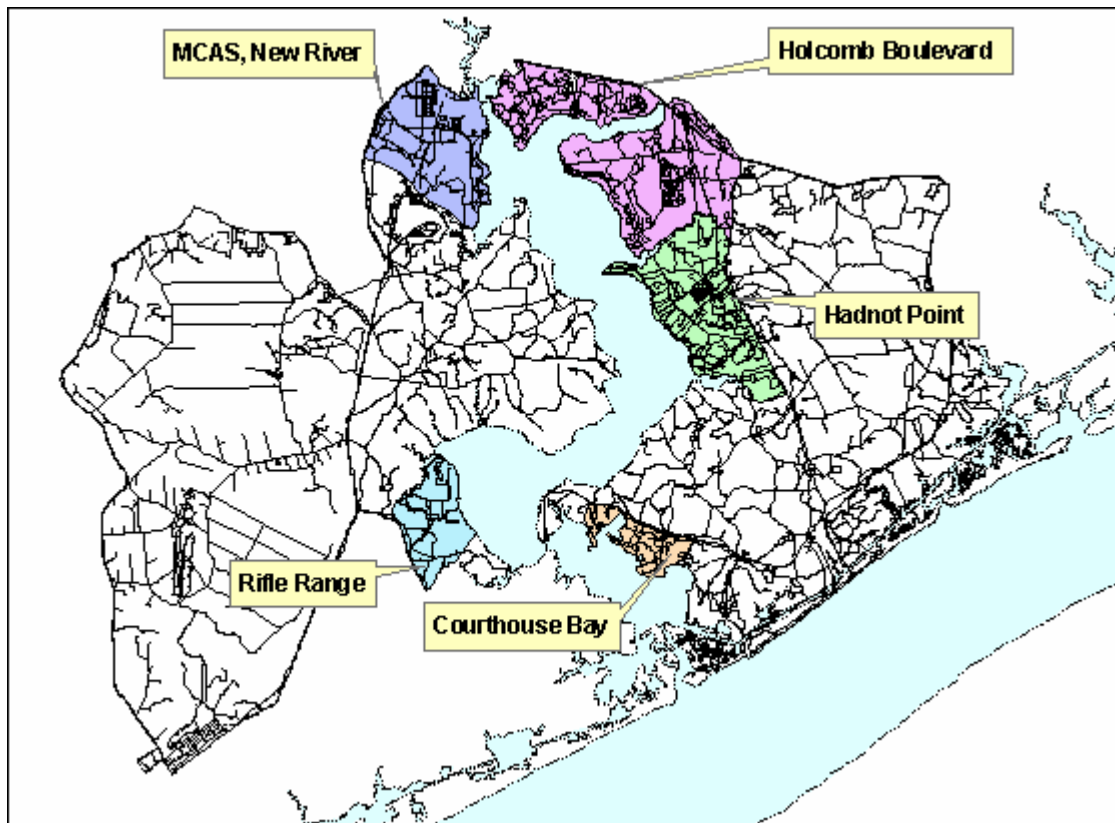 MCAS, New River
Holcomb Boulevard
Hadnot Point
Rifle Range
Courthouse Bay